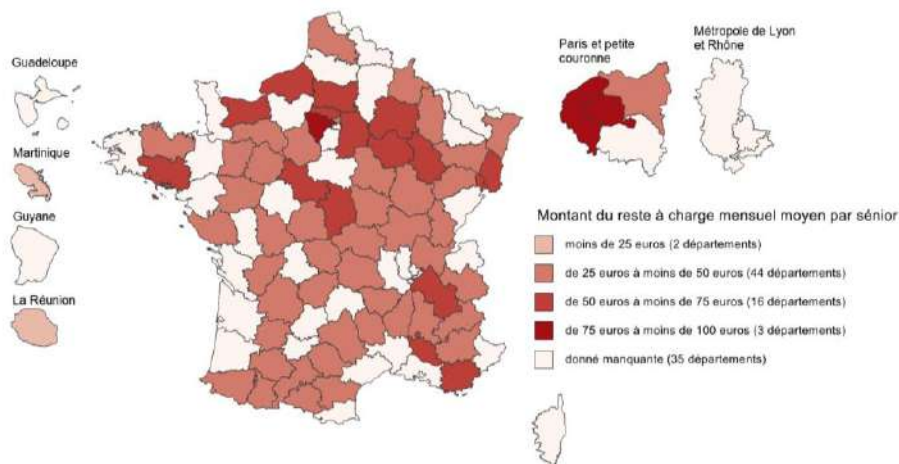 Guadeloupe
Martinique
Guyane
La Réunion
Paris et petite
couronne
Métropole de Lyon
et Rhône
Montant du reste à charge mensuel moyen par sénior
moins de 25 euros (2 départements)
de 25 euros à moins de 50 euros (44 départements)
de 50 euros à moins de 75 euros (16 départements)
de 75 euros à moins de 100 euros (3 départements)
donné manquante (35 départements)